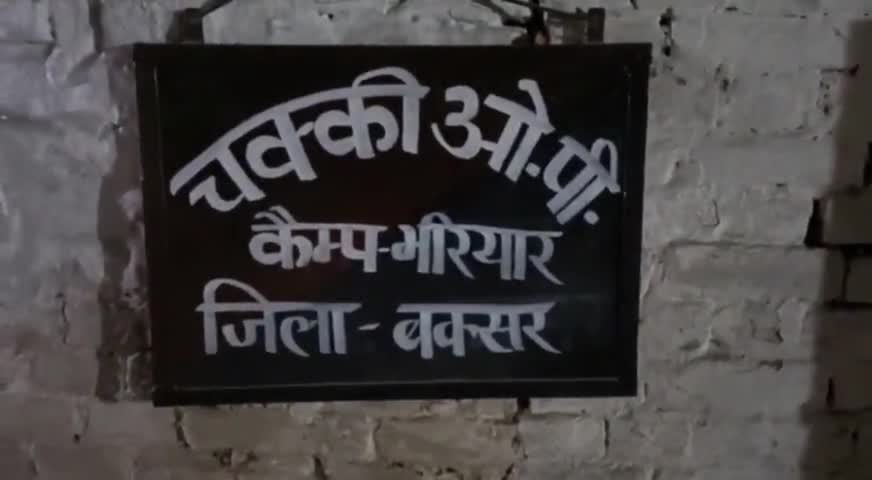 चक्की ओ.पी.
कैम्प-भरियार
जिला-बक्सर